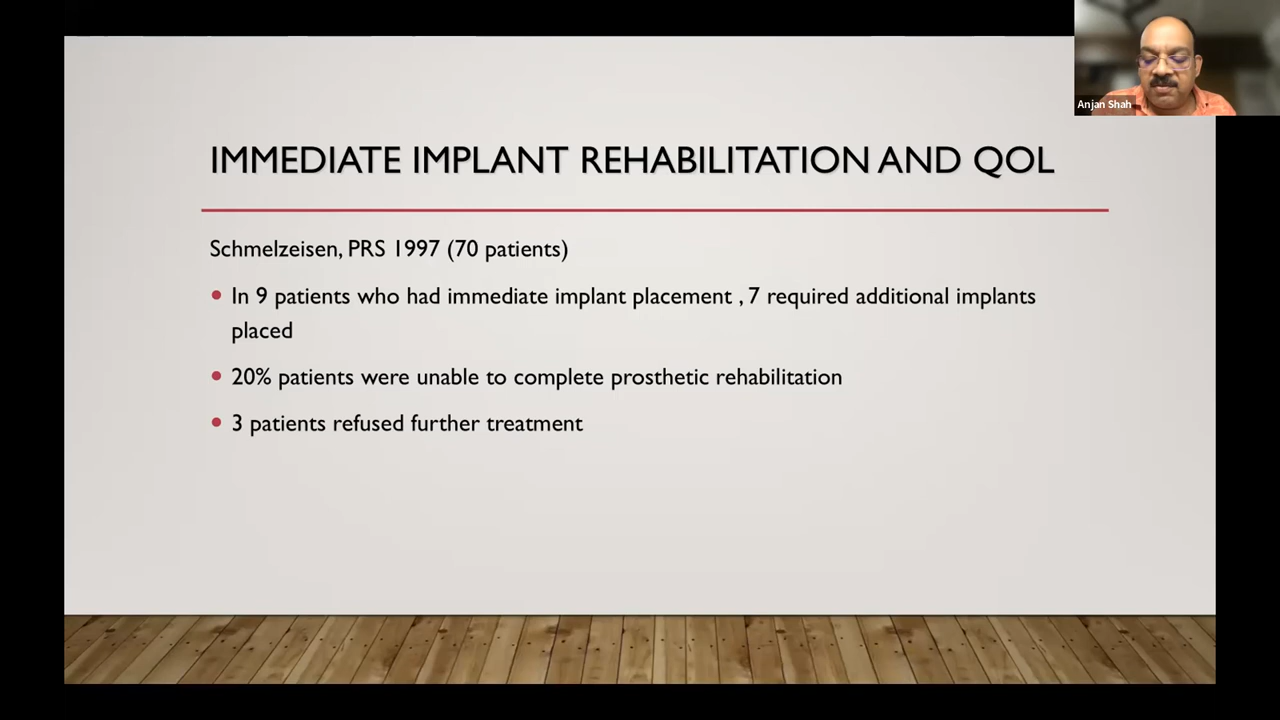 IMMEDIATE IMPLANT REHABILITATION AND QOL
Schmelzeisen, PRS 1997 (70 patients)
• In 9 patients who had immediate implant placement , 7 required additional implants
placed
• 20% patients were unable to complete prosthetic rehabilitation
• 3 patients refused further treatment
Anjan Shah